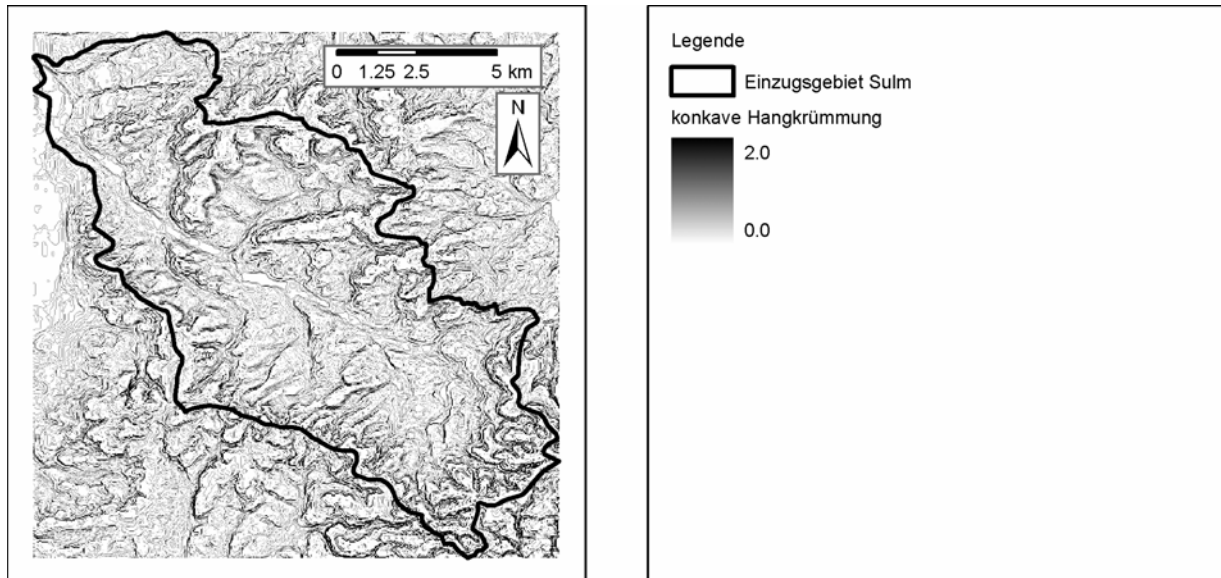 0 1.25 2.5 5 km
N
Legende
Einzugsgebiet Sulm
konkave Hangkrümmung
2.0
0.0